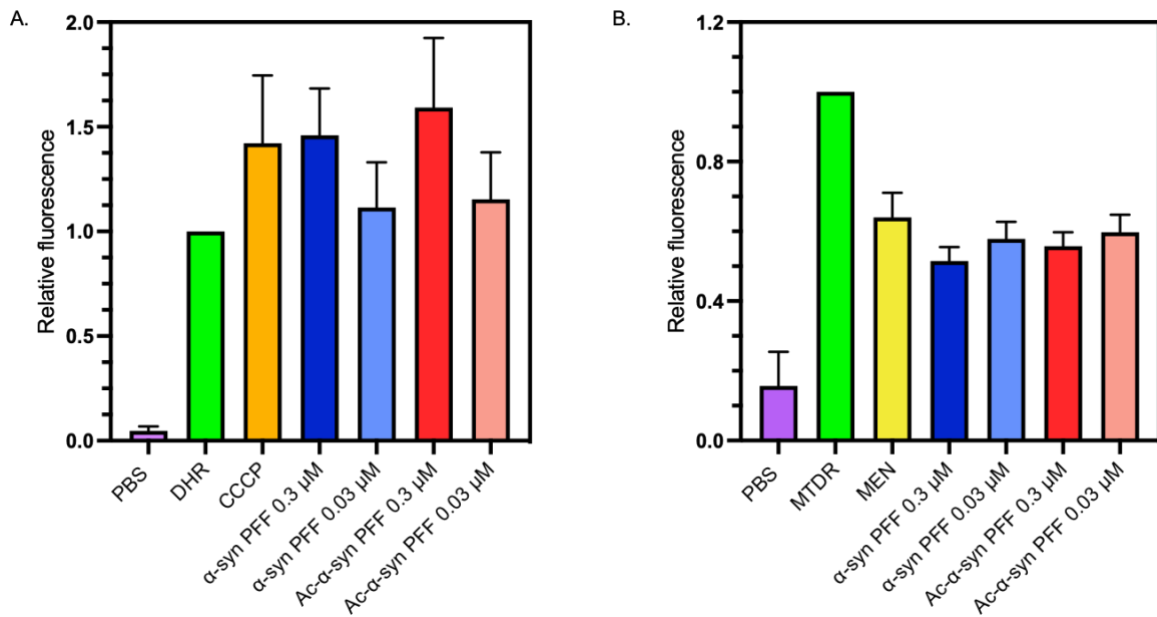 A.
Relative fluorescence
2.0
1.5
1.0
0.5
0.0
PBS
DHR
CCCP
α-syn PFF 0.3 μM
α-syn PFF 0.03 μM
Ac-α-syn PFF 0.3 μM
Ac-α-syn PFF 0.03 μM
B.
Relative fluorescence
1.2
0.8
0.4
0.0
PBS
MTDR
MEN
α-syn PFF 0.3 μM
α-syn PFF 0.03 μM
Ac-α-syn PFF 0.3 μM
Ac-α-syn PFF 0.03 μM